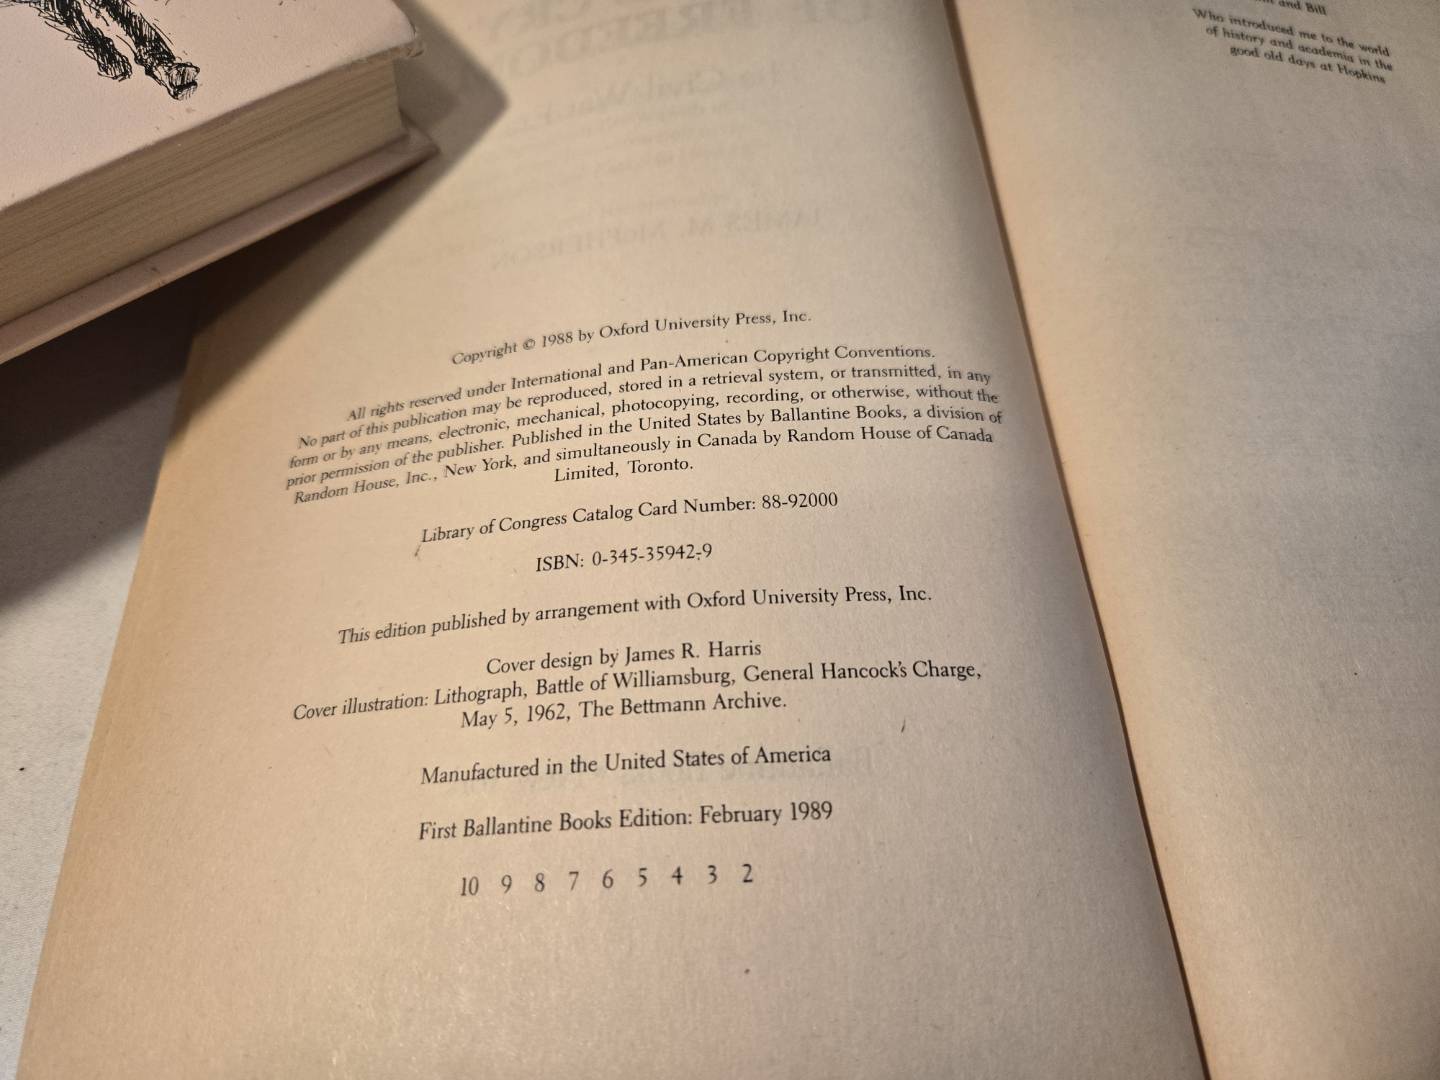 Copyright © 1988 by Oxford University Press, Inc.
All rights reserved under International and Pan-American Copyright Conventions.
No part of this publication may be reproduced, stored in a retrieval system, or transmitted, in any
form or by any means, electronic, mechanical, photocopying, recording, or otherwise, without the
prior permission of the publisher. Published in the United States by Ballantine Books, a division of
Random House, Inc., New York, and simultaneously in Canada by Random House of Canada
Limited, Toronto.
Library of Congress Catalog Card Number: 88-92000
ISBN: 0-345-35942-9
This edition published by arrangement with Oxford University Press, Inc.
Cover design by James R. Harris
Cover illustration: Lithograph, Battle of Williamsburg, General Hancock's Charge,
May 5, 1962, The Bettmann Archive.
Manufactured in the United States of America
First Ballantine Books Edition: February 1989
10 9 8 7 6 5 4 3 2
and Bill
Who introduced me to the world
of history and academia in the
good old days at Hopkins